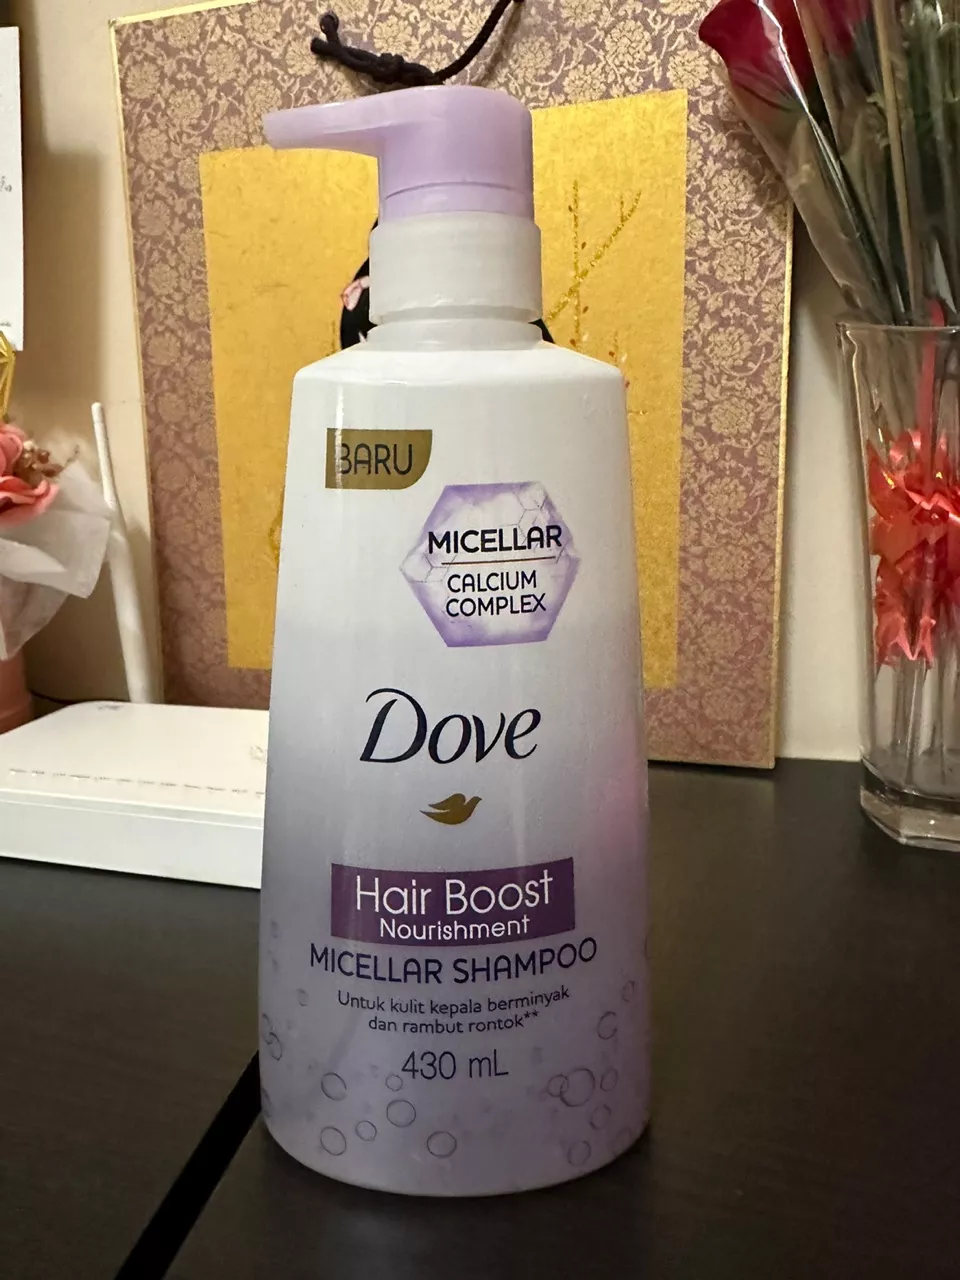 BARU
MICELLAR
CALCIUM
COMPLEX
Dove
Hair Boost
Nourishment
MICELLAR SHAMPOO
Untuk kulit kepala berminyak
dan rambut rontok**
430 mL